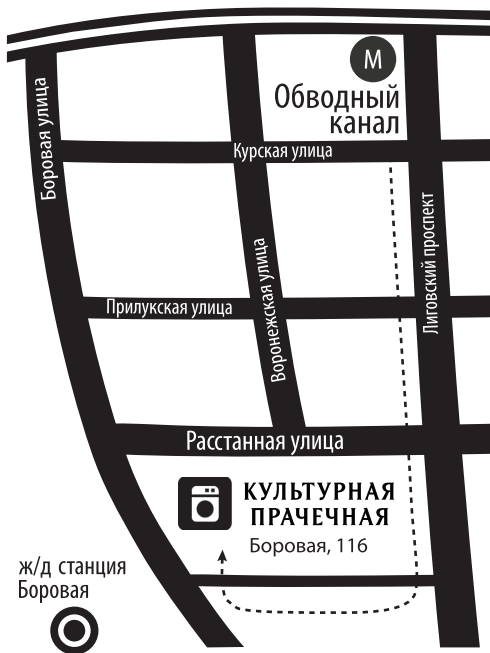 М
Обводный
канал
Боровая улица
Курская улица
Лиговский проспект
Воронежская улица
Прилукская улица
Расстанная улица
КУЛЬТУРНАЯ
ПРАЧЕЧНАЯ
Боровая, 116
ж/д станция
Боровая